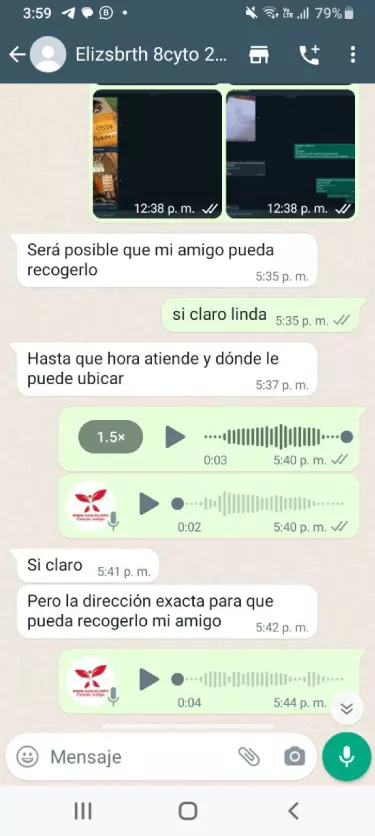 3:59
79%
Elizsbrth 8cyto 2...
12:38 p. m.
12:38 p. m.
Será posible que mi amigo pueda
recogerlo
5:35 p. m.
si claro linda
5:35 p. m.
Hasta que hora atiende y dónde le
puede ubicar
5:37 p. m.
1.5×
0:03
5:40 p. m.
0:02
5:40 p. m.
Si claro
5:41 p. m.
Pero la dirección exacta para que
pueda recogerlo mi amigo
5:42 p. m.
0:04
5:44 p. m.
Mensaje